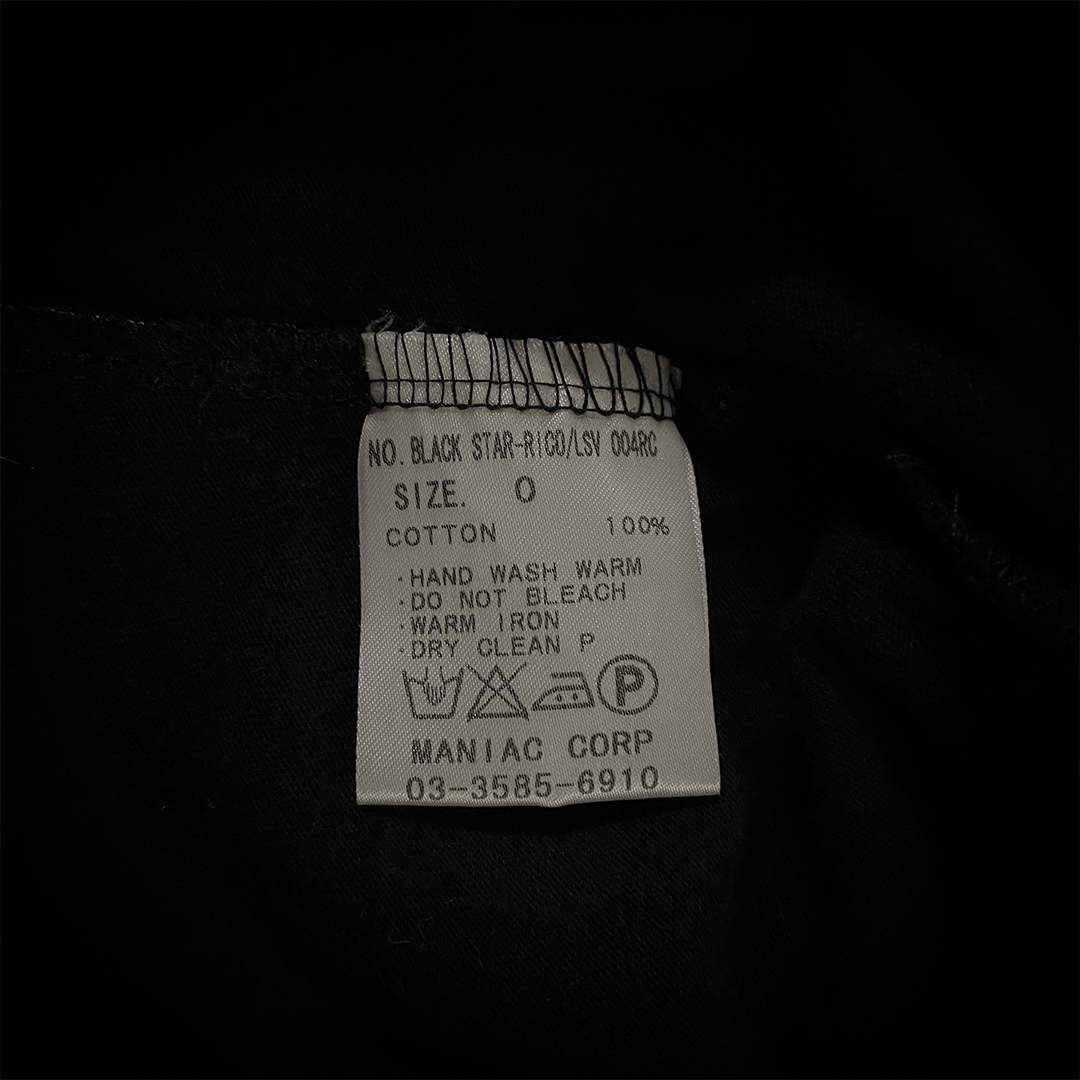 NO. BLACK STAR-RICO/LSV 004RC
SIZE. 0
COTTON 100%
·HAND WASH WARM
·DO NOT BLEACH
·WARM IRON
·DRY CLEAN P
P
MANIAC CORP
03-3585-6910